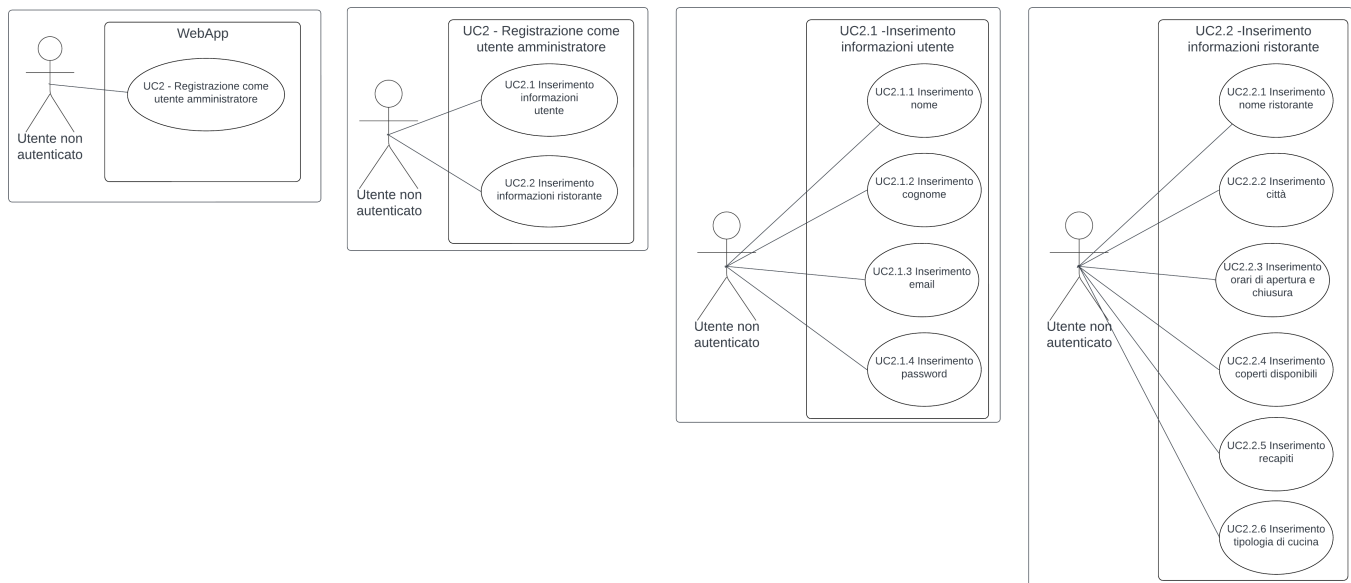 WebApp
UC2 - Registrazione come
utente amministratore
Utente non
autenticato
UC2 - Registrazione come
utente amministratore
UC2.1 Inserimento
informazioni
utente
UC2.2 Inserimento
informazioni ristorante
Utente non
autenticato
UC2.1 -Inserimento
informazioni utente
UC2.1.1 Inserimento
nome
UC2.1.2 Inserimento
cognome
UC2.1.3 Inserimento
email
UC2.1.4 Inserimento
password
Utente non
autenticato
UC2.2 -Inserimento
informazioni ristorante
UC2.2.1 Inserimento
nome ristorante
UC2.2.2 Inserimento
città
UC2.2.3 Inserimento
orari di apertura e
chiusura
UC2.2.4 Inserimento
coperti disponibili
UC2.2.5 Inserimento
recapiti
UC2.2.6 Inserimento
tipologia di cucina
Utente non
autenticato